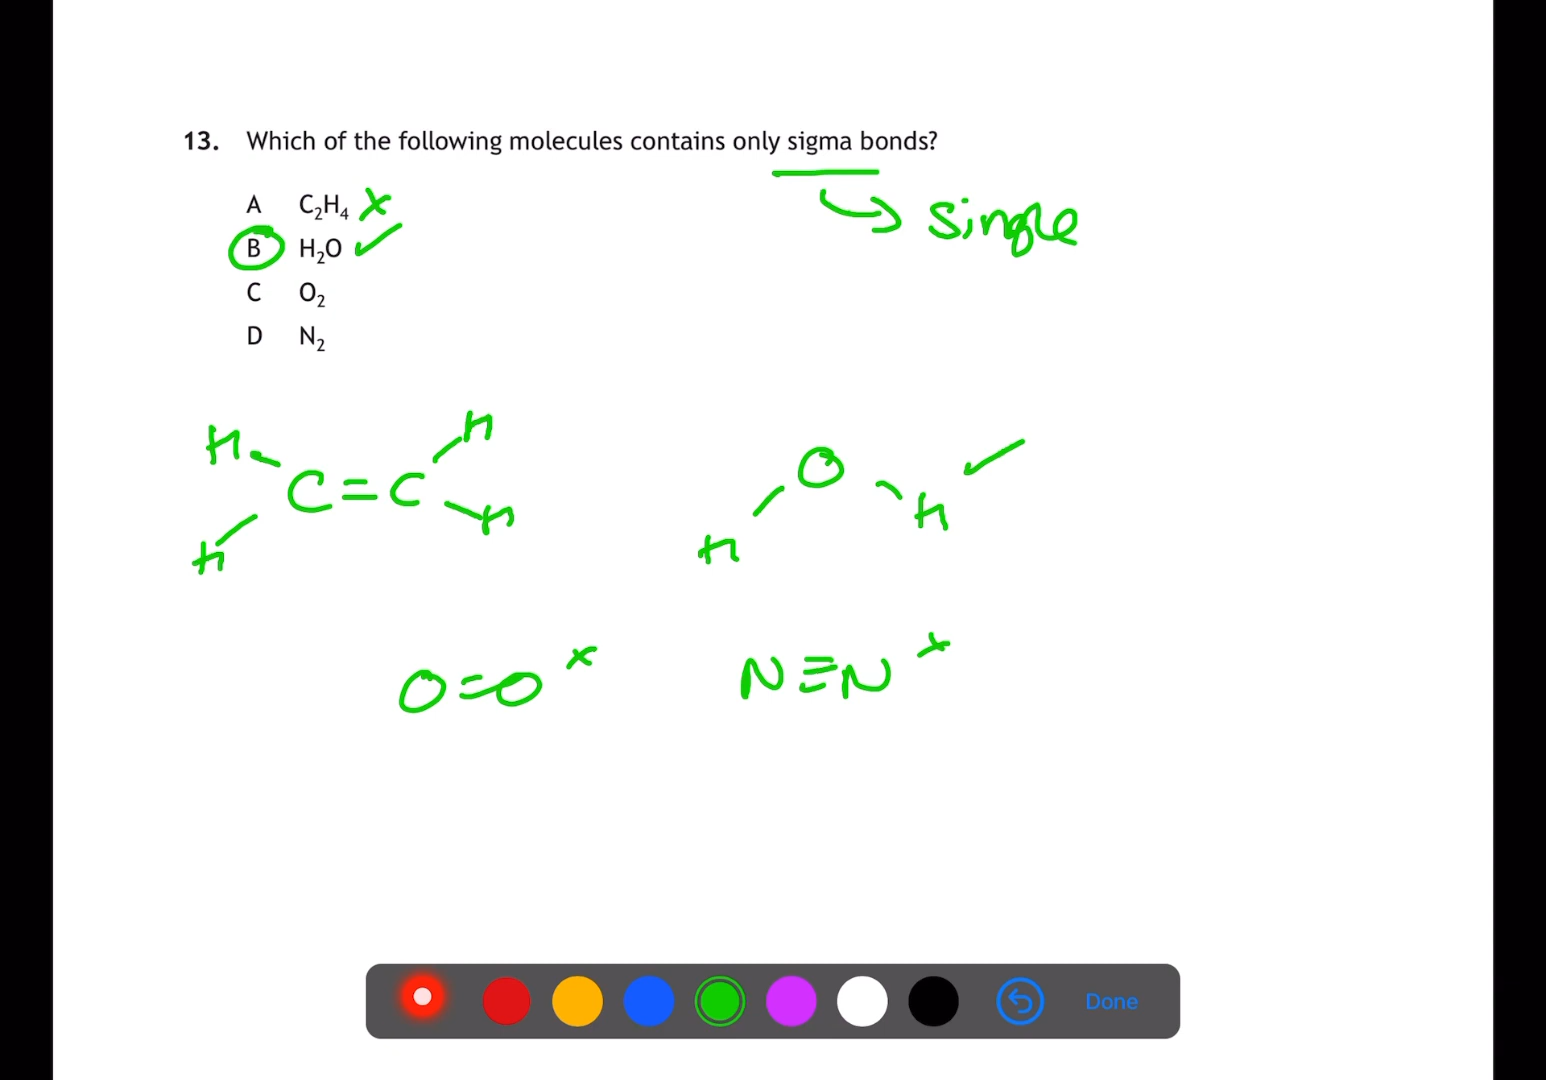 13. Which of the following molecules contains only sigma bonds?
A C₂H₄ x
B H₂O ✓
C O₂
D N₂
↳ single
H H
C=C
H H
O ✓
H H
O=O x
N≡N x
Done